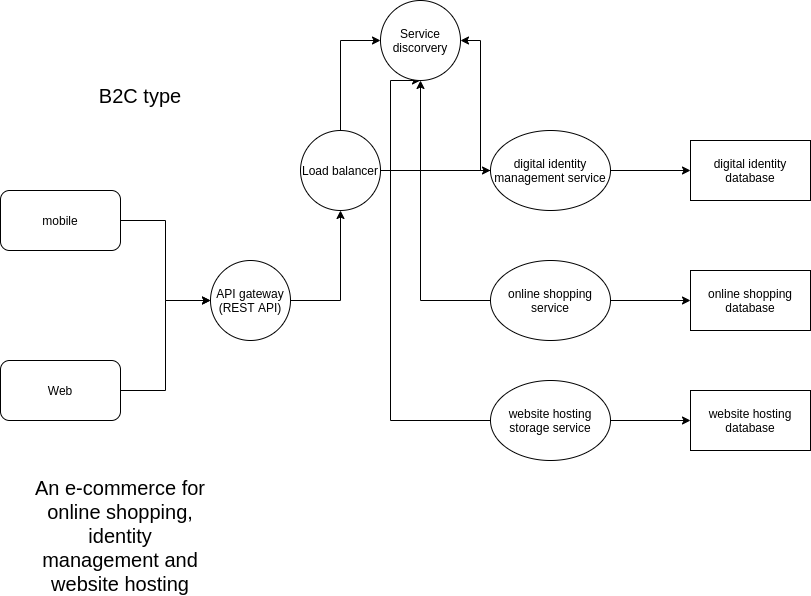 Service
discorvery
B2C type
Load balancer
digital identity
management service
digital identity
database
mobile
API gateway
(REST API)
online shopping
service
online shopping
database
Web
website hosting
storage service
website hosting
database
An e-commerce for
online shopping,
identity
management and
website hosting